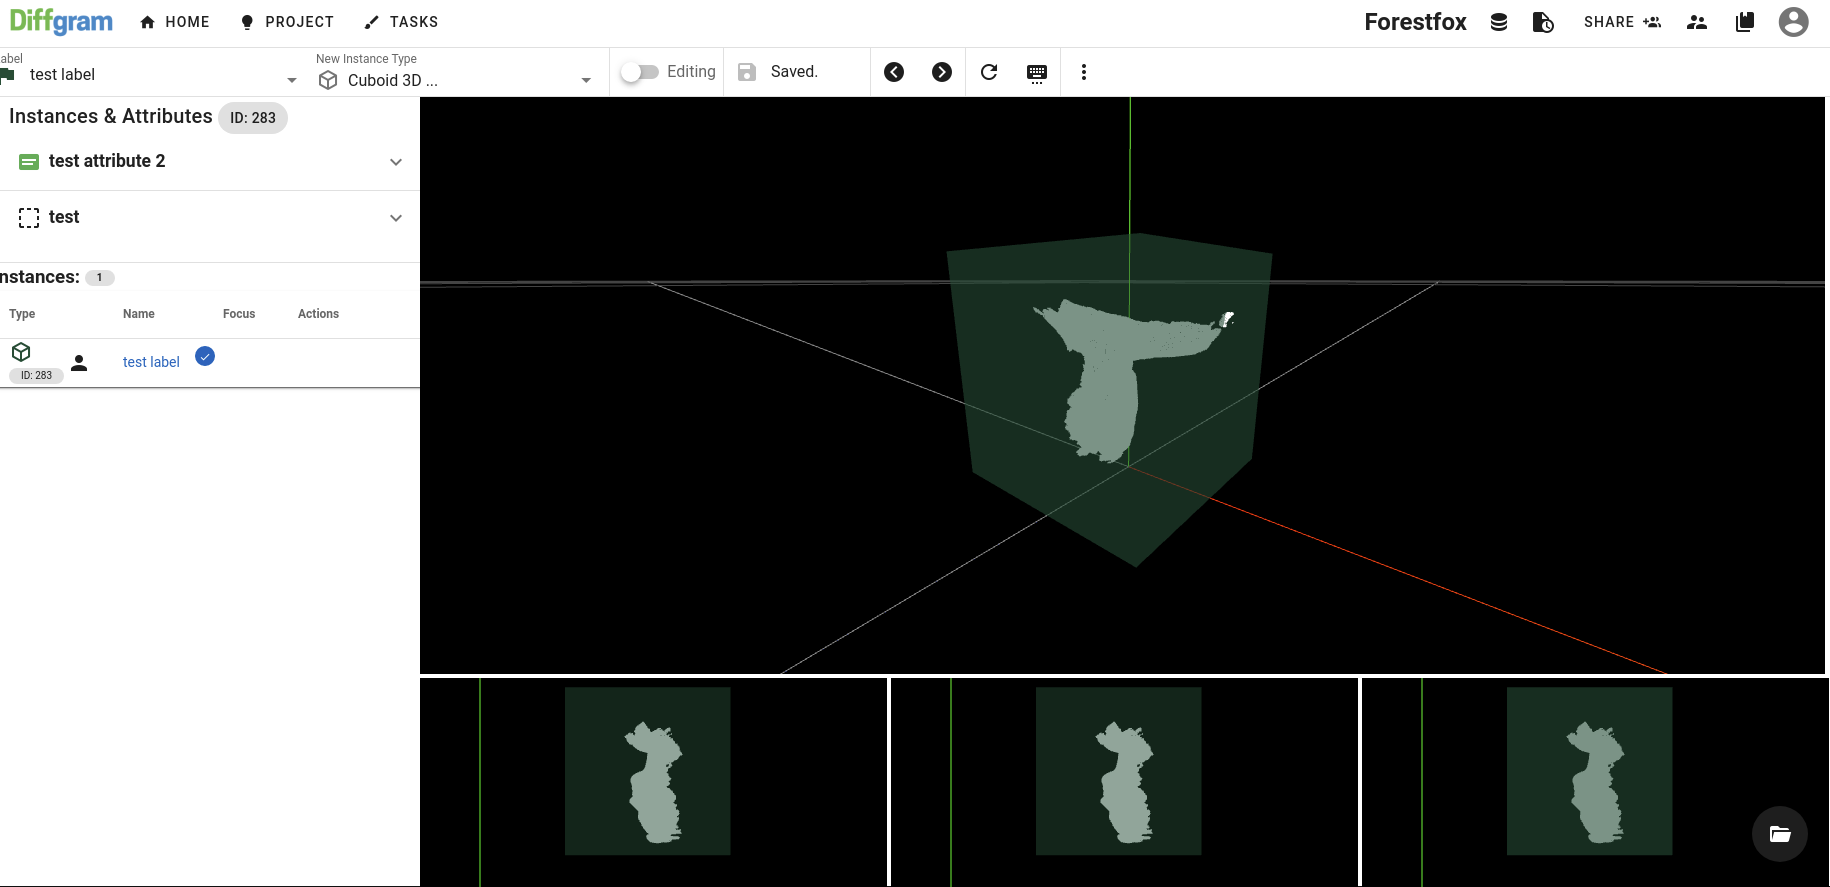 Diffgram HOME PROJECT TASKS Forestfox SHARE
abel New Instance Type
test label Cuboid 3D ... Editing Saved.
Instances & Attributes ID: 283
test attribute 2
test
nstances: 1
Type Name Focus Actions
test label
ID: 283